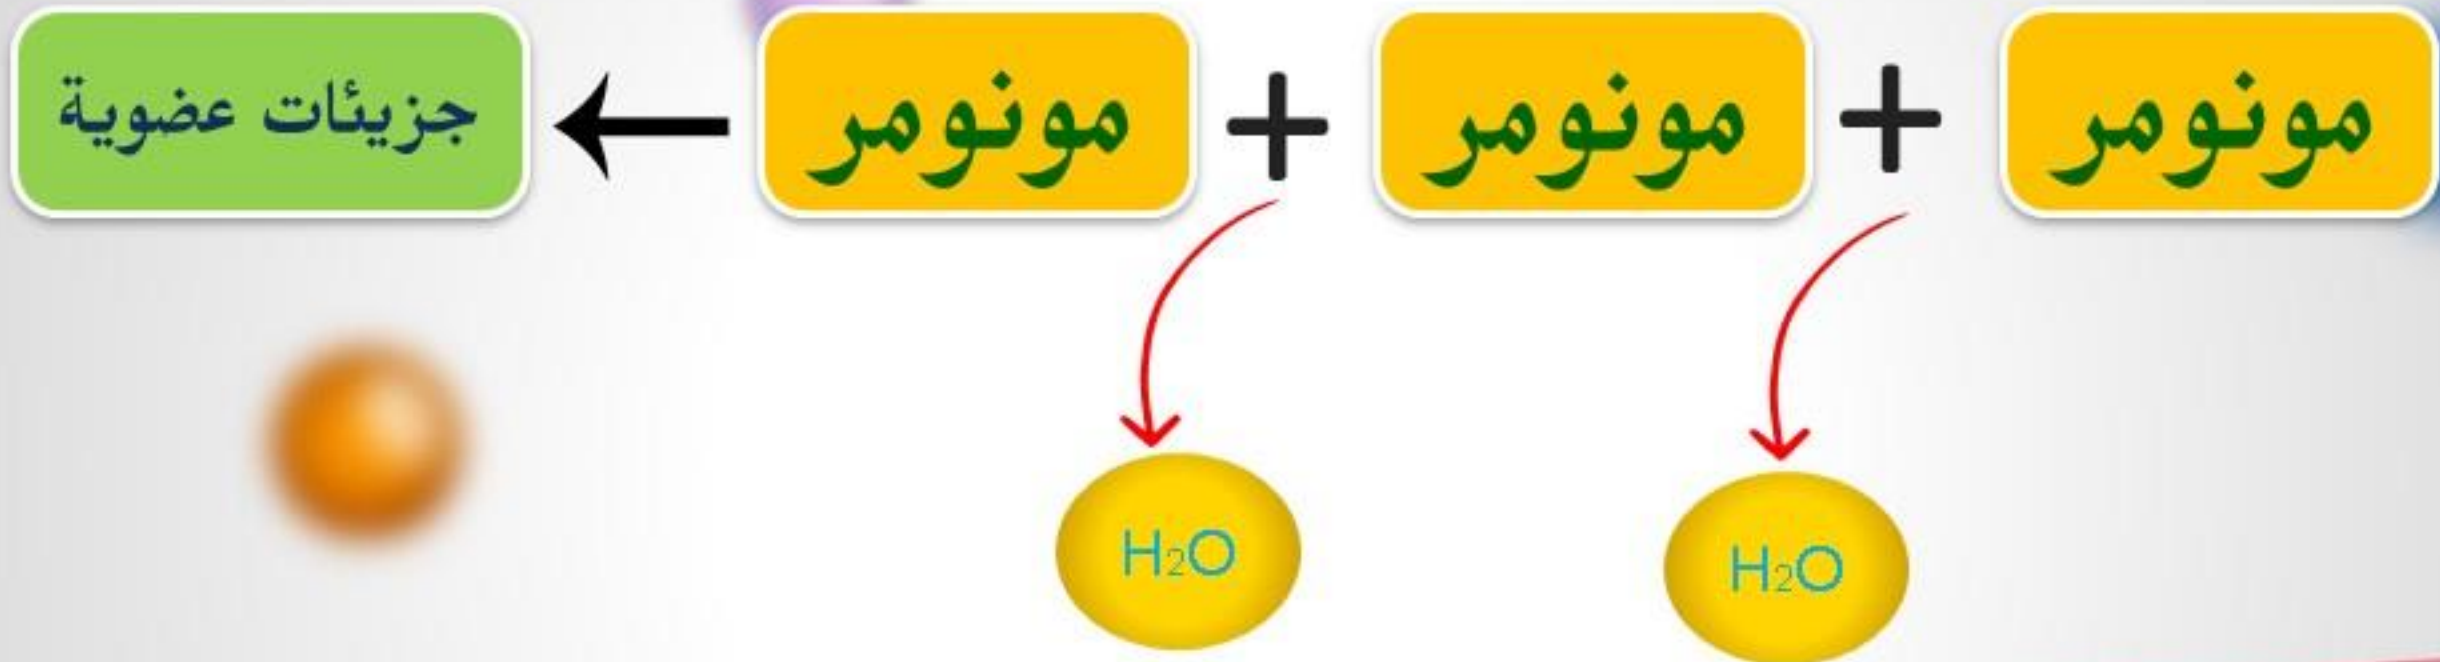 مونومر + مونومر + مونومر ← جزيئات عضوية
H₂O H₂O